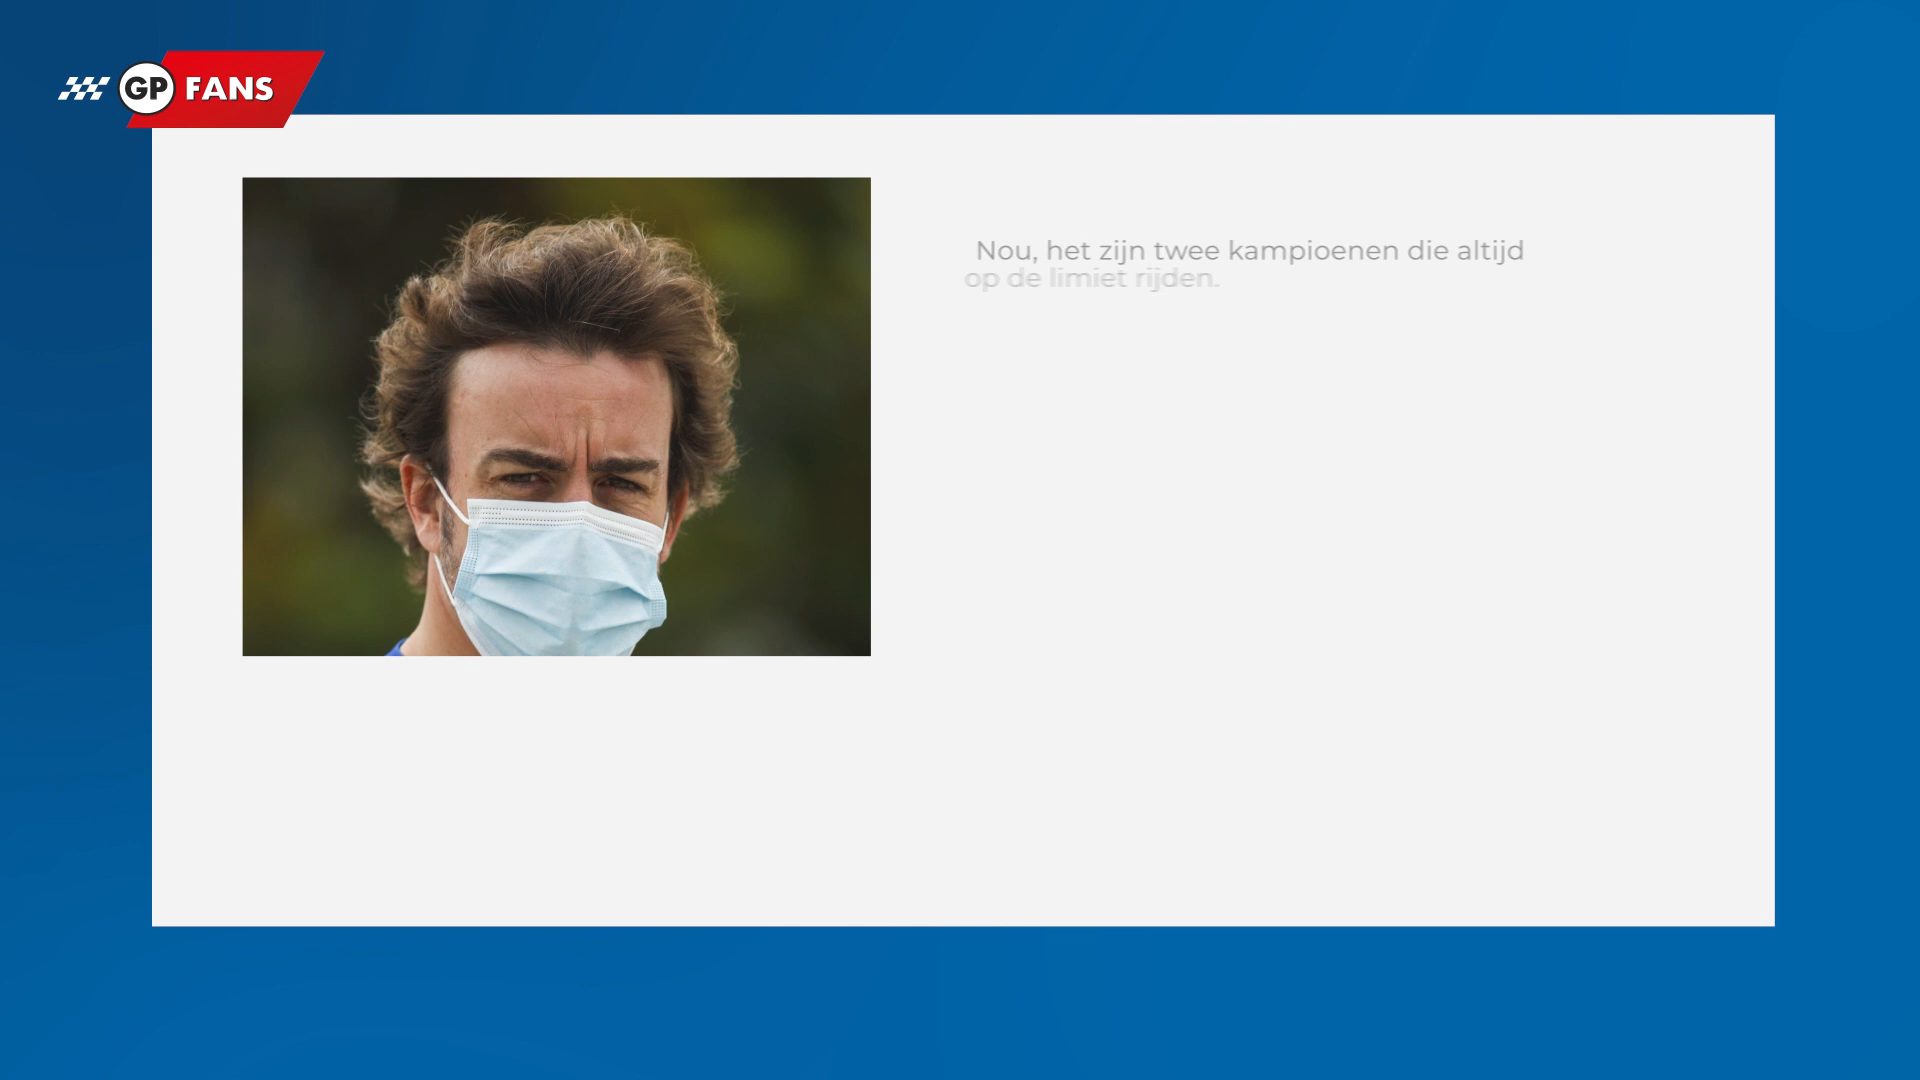 GP FANS
Nou, het zijn twee kampioenen die altijd
op de limiet rijden.